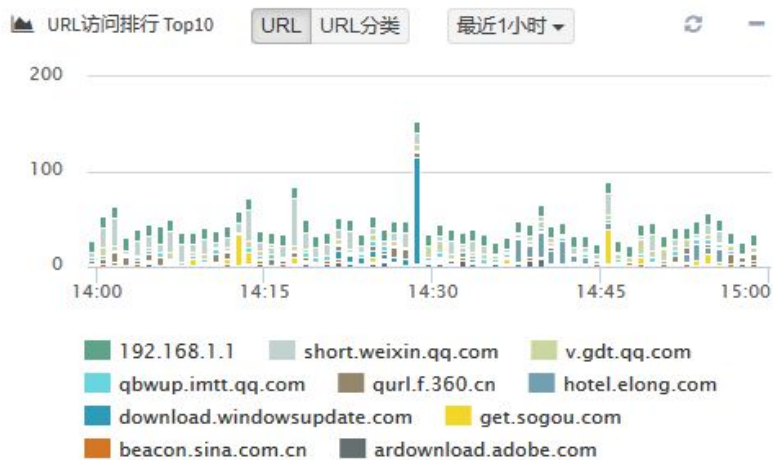 URL访问排行 Top10 URL URL分类 最近1小时
200
100
0
14:00 14:15 14:30 14:45 15:00
192.168.1.1 short.weixin.qq.com v.gdt.qq.com
qbwup.imtt.qq.com qurl.f.360.cn hotel.elong.com
download.windowsupdate.com get.sogou.com
beacon.sina.com.cn ardownload.adobe.com